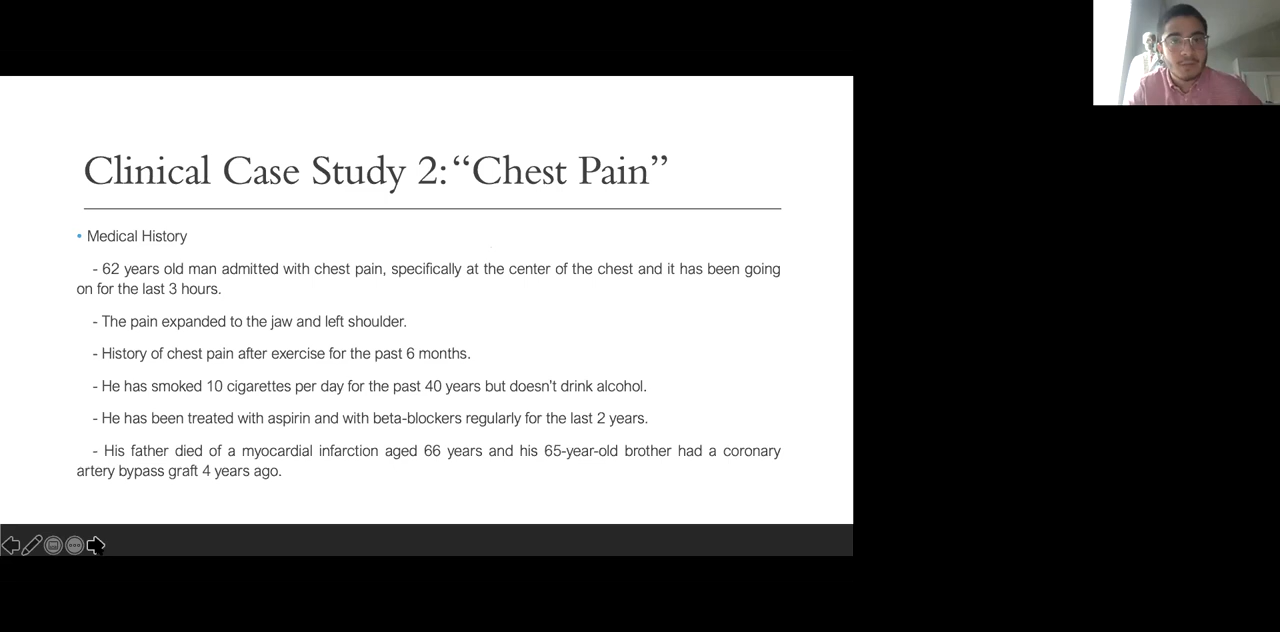 Clinical Case Study 2: “Chest Pain”
• Medical History
- 62 years old man admitted with chest pain, specifically at the center of the chest and it has been going
on for the last 3 hours.
- The pain expanded to the jaw and left shoulder.
- History of chest pain after exercise for the past 6 months.
- He has smoked 10 cigarettes per day for the past 40 years but doesn't drink alcohol.
- He has been treated with aspirin and with beta-blockers regularly for the last 2 years.
- His father died of a myocardial infarction aged 66 years and his 65-year-old brother had a coronary
artery bypass graft 4 years ago.